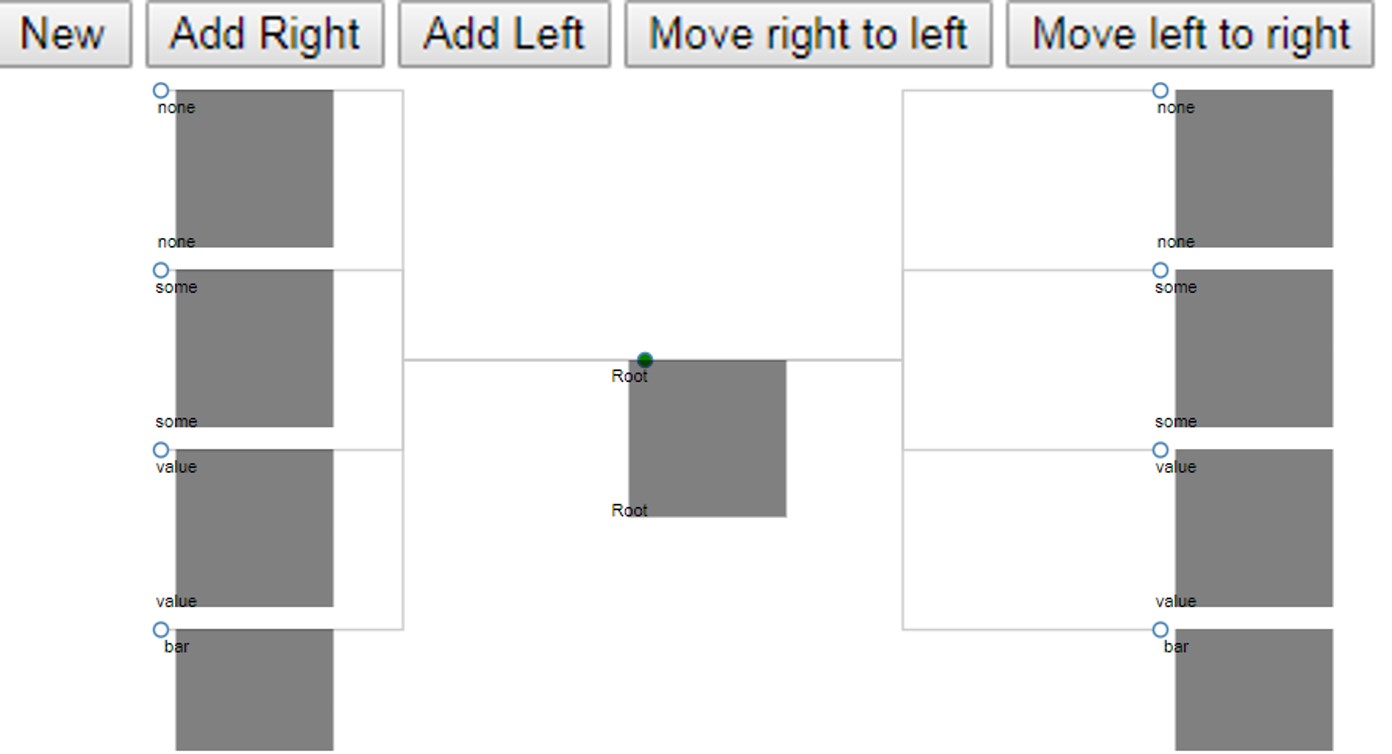 New Add Right Add Left Move right to left Move left to right
none none
none none
some some
Root
some some
value value
Root
value value
bar bar